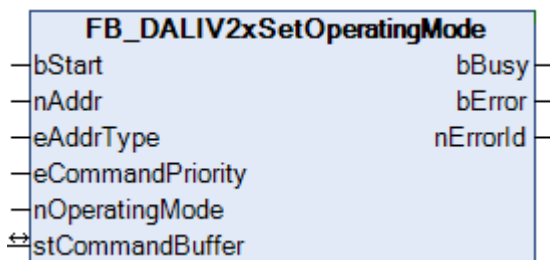 FB_DALIV2xSetOperatingMode
bStart bBusy
nAddr bError
eAddrType nErrorId
eCommandPriority
nOperatingMode
stCommandBuffer